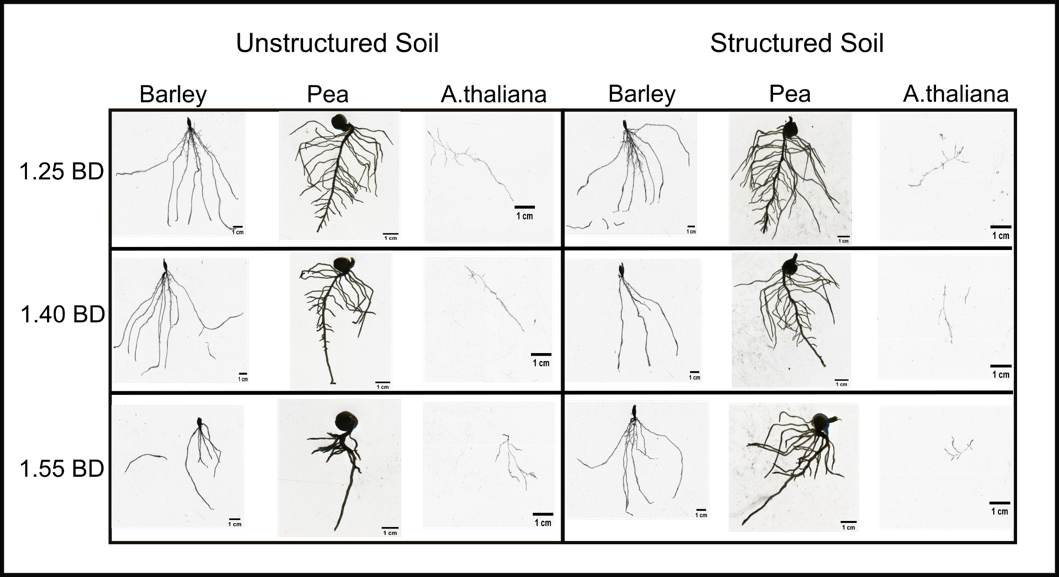 Unstructured Soil Structured Soil
Barley Pea A.thaliana Barley Pea A.thaliana
1.25 BD
1 cm 1 cm 1 cm 1 cm 1 cm 1 cm
1.40 BD
1 cm 1 cm 1 cm 1 cm 1 cm 1 cm
1.55 BD
1 cm 1 cm 1 cm 1 cm 1 cm 1 cm